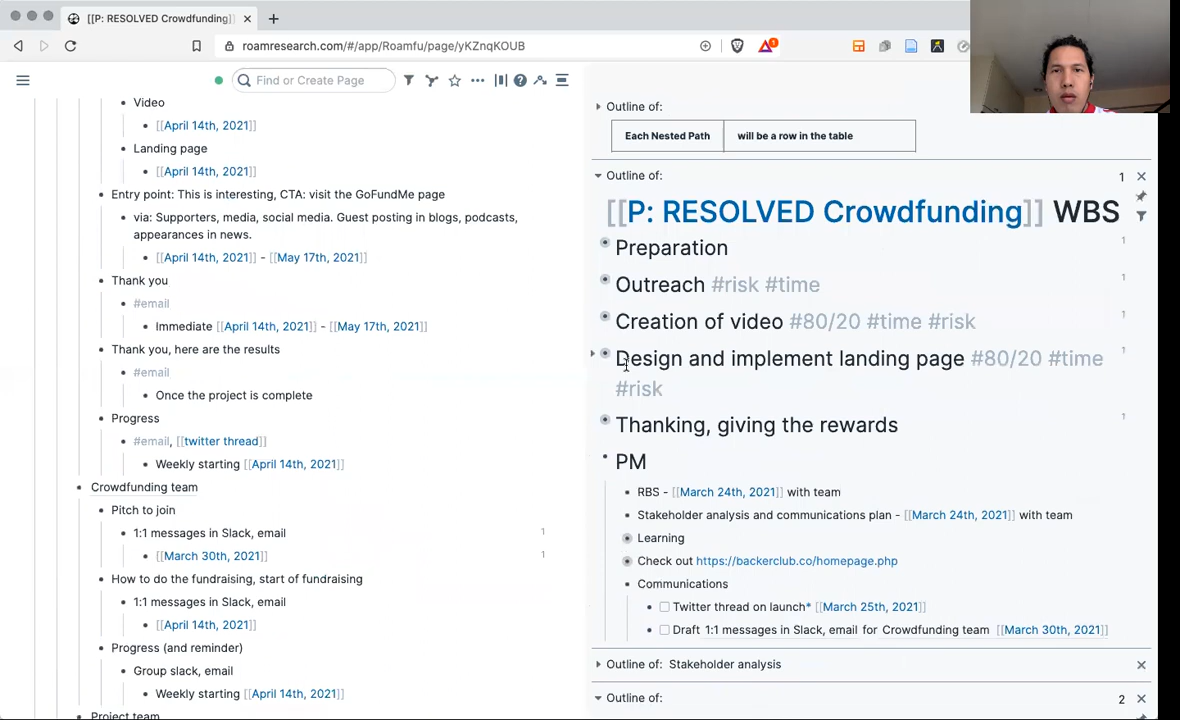 [[P: RESOLVED Crowdfunding]
roamresearch.com/#/app/Roamfu/page/yKZnqKOUB
1
Find or Create Page
Video
[[April 14th, 2021]]
Landing page
[[April 14th, 2021]]
Entry point: This is interesting, CTA: visit the GoFundMe page
via: Supporters, media, social media. Guest posting in blogs, podcasts,
appearances in news.
[[April 14th, 2021]] - [[May 17th, 2021]]
Thank you
#email
Immediate [[April 14th, 2021]] - [[May 17th, 2021]]
Thank you, here are the results
#email
Once the project is complete
Progress
#email, [[twitter thread]]
Weekly starting [[April 14th, 2021]]
Crowdfunding team
Pitch to join
1:1 messages in Slack, email 1
[[March 30th, 2021]] 1
How to do the fundraising, start of fundraising
1:1 messages in Slack, email
[[April 14th, 2021]]
Progress (and reminder)
Group slack, email
Weekly starting [[April 14th, 2021]]
Project team
Outline of:
Each Nested Path will be a row in the table
Outline of: 1
[[P: RESOLVED Crowdfunding]] WBS
Preparation 1
Outreach #risk #time 1
Creation of video #80/20 #time #risk 1
Design and implement landing page #80/20 #time 1
#risk
Thanking, giving the rewards 1
PM
RBS - [[March 24th, 2021]] with team
Stakeholder analysis and communications plan - [[March 24th, 2021]] with team
Learning
Check out https://backerclub.co/homepage.php
Communications
Twitter thread on launch* [[March 25th, 2021]]
Draft 1:1 messages in Slack, email for Crowdfunding team [[March 30th, 2021]]
Outline of: Stakeholder analysis
Outline of: 2